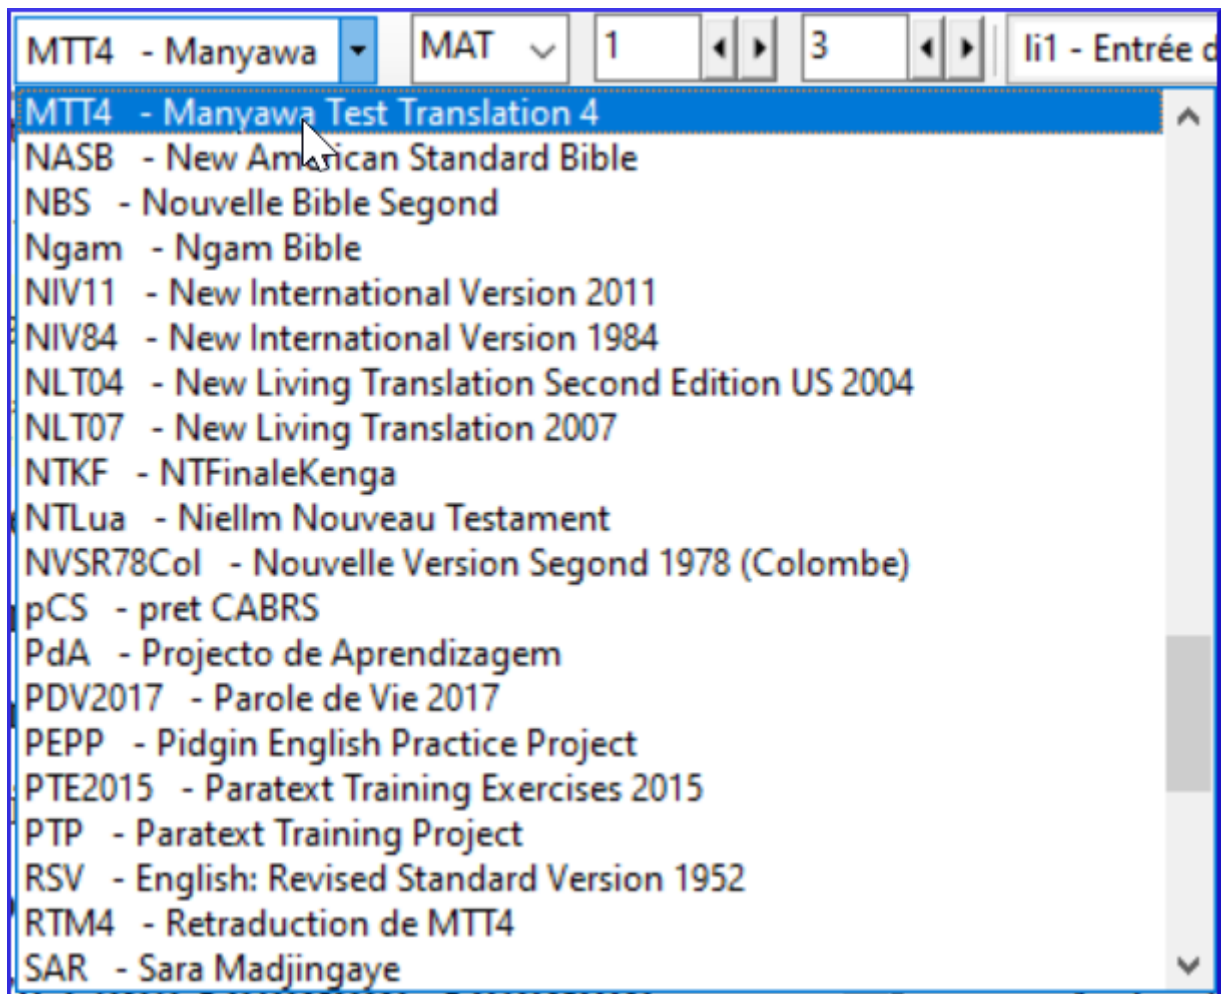 MTT4 - Manyawa MAT 1 3 li1 - Entrée d
MTT4 - Manyawa Test Translation 4
NASB - New American Standard Bible
NBS - Nouvelle Bible Segond
Ngam - Ngam Bible
NIV11 - New International Version 2011
NIV84 - New International Version 1984
NLT04 - New Living Translation Second Edition US 2004
NLT07 - New Living Translation 2007
NTKF - NTFinaleKenga
NTLua - Niellm Nouveau Testament
NVSR78Col - Nouvelle Version Segond 1978 (Colombe)
pCS - pret CABRS
PdA - Projecto de Aprendizagem
PDV2017 - Parole de Vie 2017
PEPP - Pidgin English Practice Project
PTE2015 - Paratext Training Exercises 2015
PTP - Paratext Training Project
RSV - English: Revised Standard Version 1952
RTM4 - Retraduction de MTT4
SAR - Sara Madjingaye